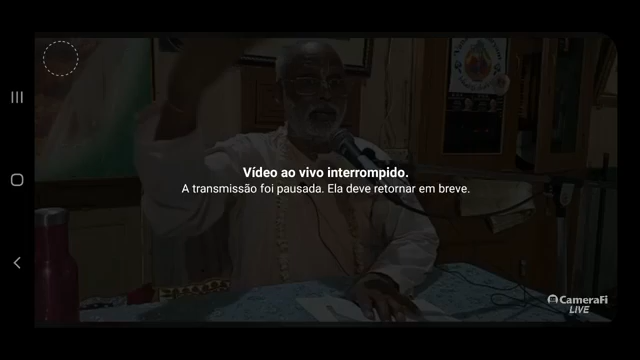 Vídeo ao vivo interrompido.
A transmissão foi pausada. Ela deve retornar em breve.
CameraFi
LIVE